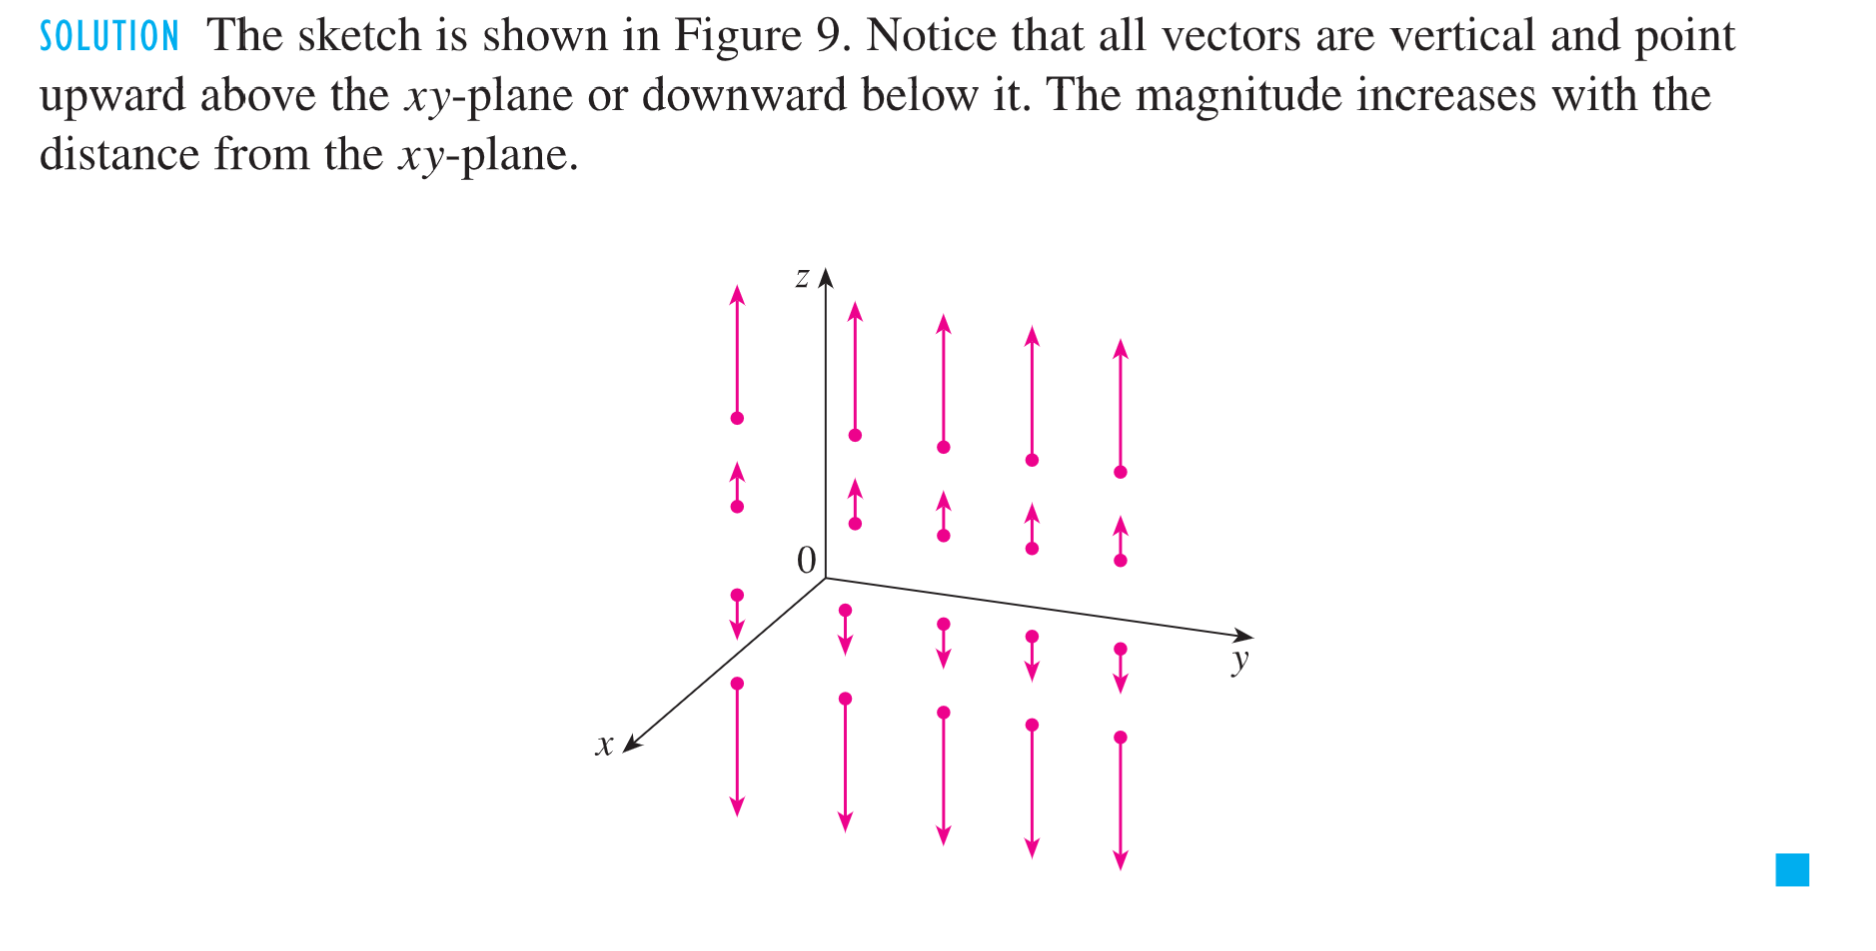 SOLUTION The sketch is shown in Figure 9. Notice that all vectors are vertical and point
upward above the xy-plane or downward below it. The magnitude increases with the
distance from the xy-plane.
z
0
y
x